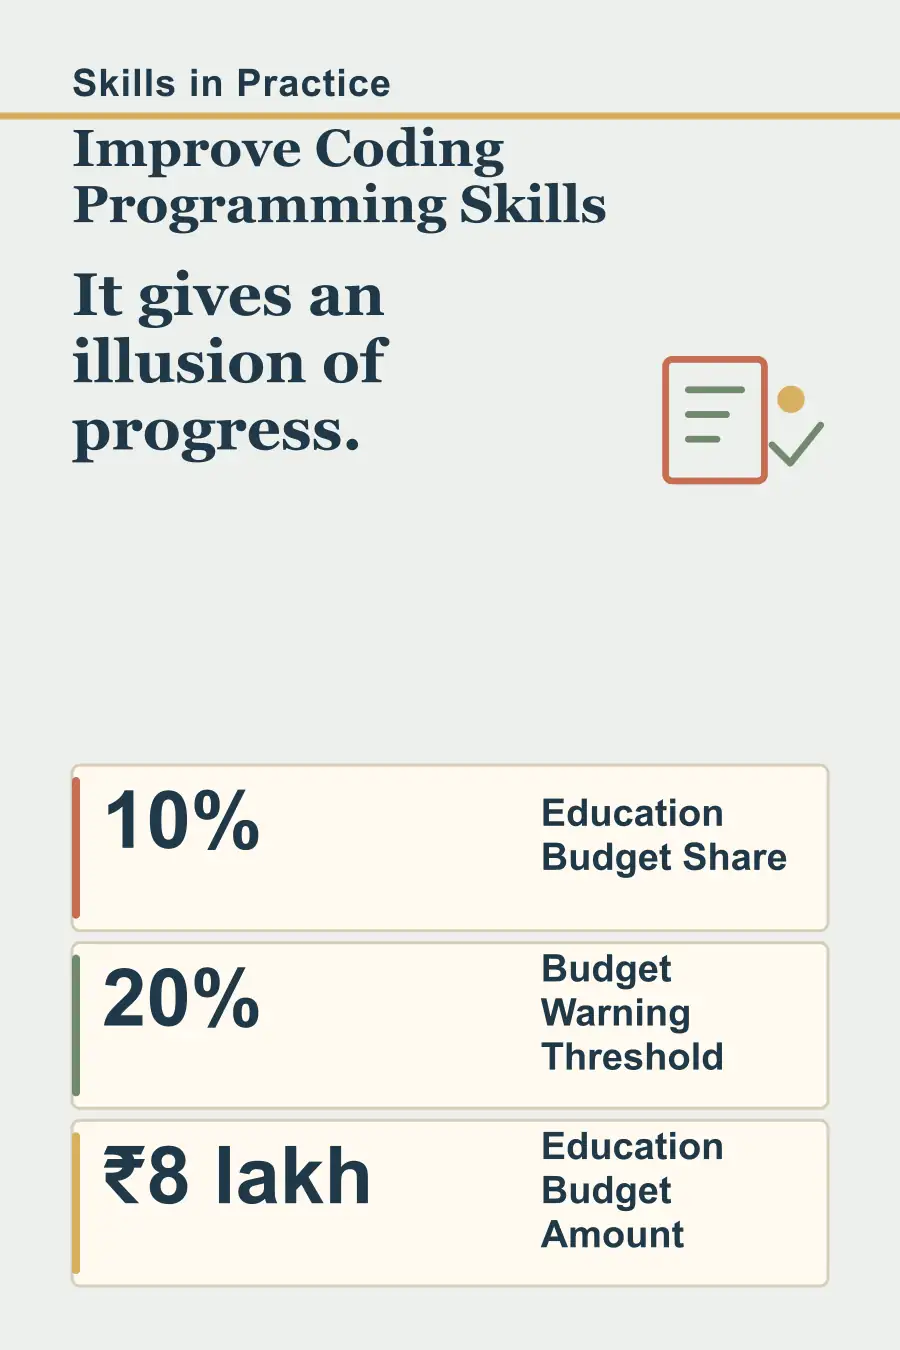 Skills in Practice
Improve Coding
Programming Skills
It gives an
illusion of
progress.
10%
Education
Budget Share
20%
Budget
Warning
Threshold
₹8 lakh
Education
Budget
Amount